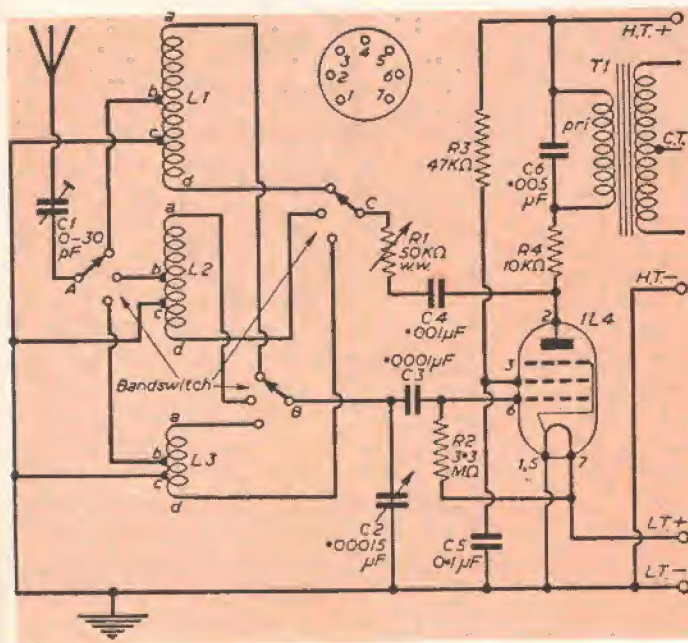 H.T.+
a
b
L1
c
d
3
4
5
2
6
1
7
T1
pri
C.T.
R3
47KΩ
C6
·005
μF
C1
0-30
pF
A
C
R1
50KΩ
w.w.
R4
10KΩ
a
b
L2
c
d
H.T.-
C4
·001μF
2
1L4
Bandswitch
·0001μF
C3
3
6
B
a
b
L3
c
d
R2
3·3
MΩ
1,5
7
C2
·00015
μF
C5
0·1μF
L.T.+
L.T.-